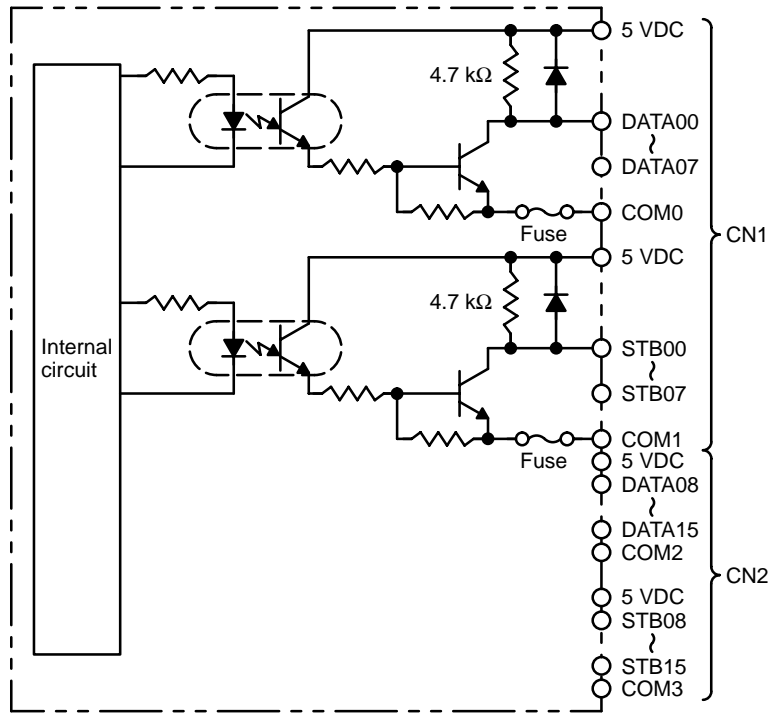 5 VDC
4.7 kΩ
DATA00
~
DATA07
COM0
Fuse
CN1
5 VDC
4.7 kΩ
Internal
circuit
STB00
~
STB07
COM1
Fuse
5 VDC
DATA08
~
DATA15
COM2
CN2
5 VDC
STB08
~
STB15
COM3